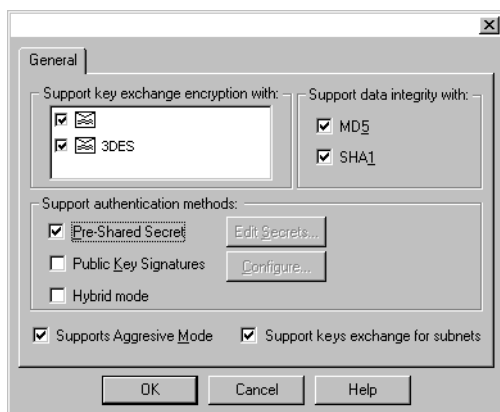 General
Support key exchange encryption with:
3DES
Support data integrity with:
MD5
SHA1
Support authentication methods:
Pre-Shared Secret
Edit Secrets...
Public Key Signatures
Configure...
Hybrid mode
Supports Aggresive Mode
Support keys exchange for subnets
OK
Cancel
Help